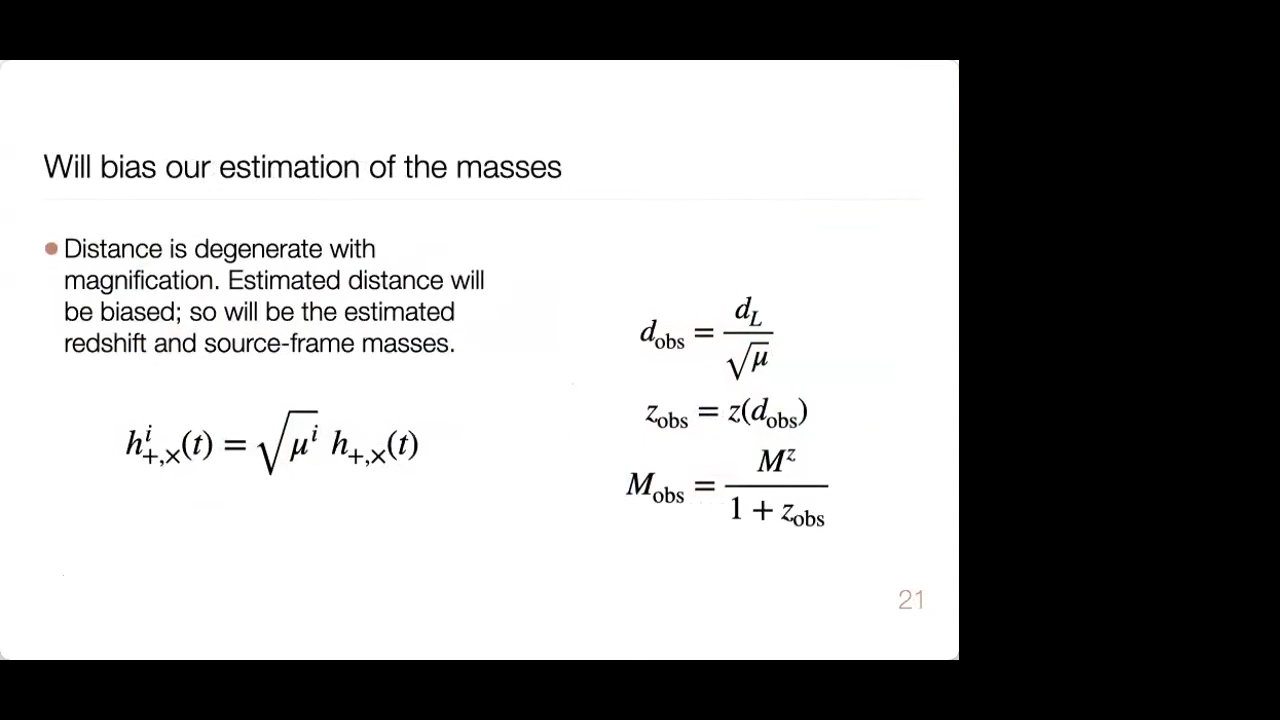 Will bias our estimation of the masses
Distance is degenerate with
magnification. Estimated distance will
be biased; so will be the estimated
redshift and source-frame masses.
h^i_{+,×}(t) = √μ^i h_{+,×}(t)
d_obs = d_L / √μ
z_obs = z(d_obs)
M_obs = M^z / (1 + z_obs)
21